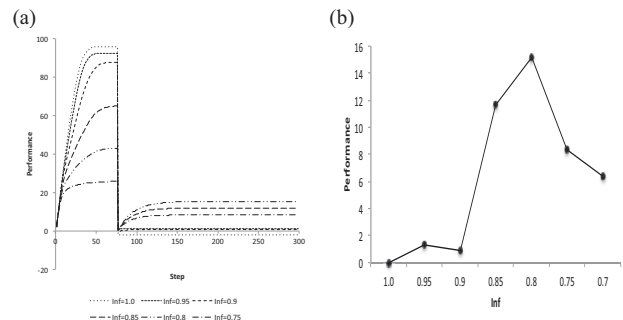 (a)
100
80
60
40
20
0
-20
Performance
0 50 100 150 200 250 300
Step
Inf=1.0 Inf=0.95 Inf=0.9
Inf=0.85 Inf=0.8 Inf=0.75
(b)
16
14
12
10
8
6
4
2
0
Performance
1.0 0.95 0.9 0.85 0.8 0.75 0.7
Inf